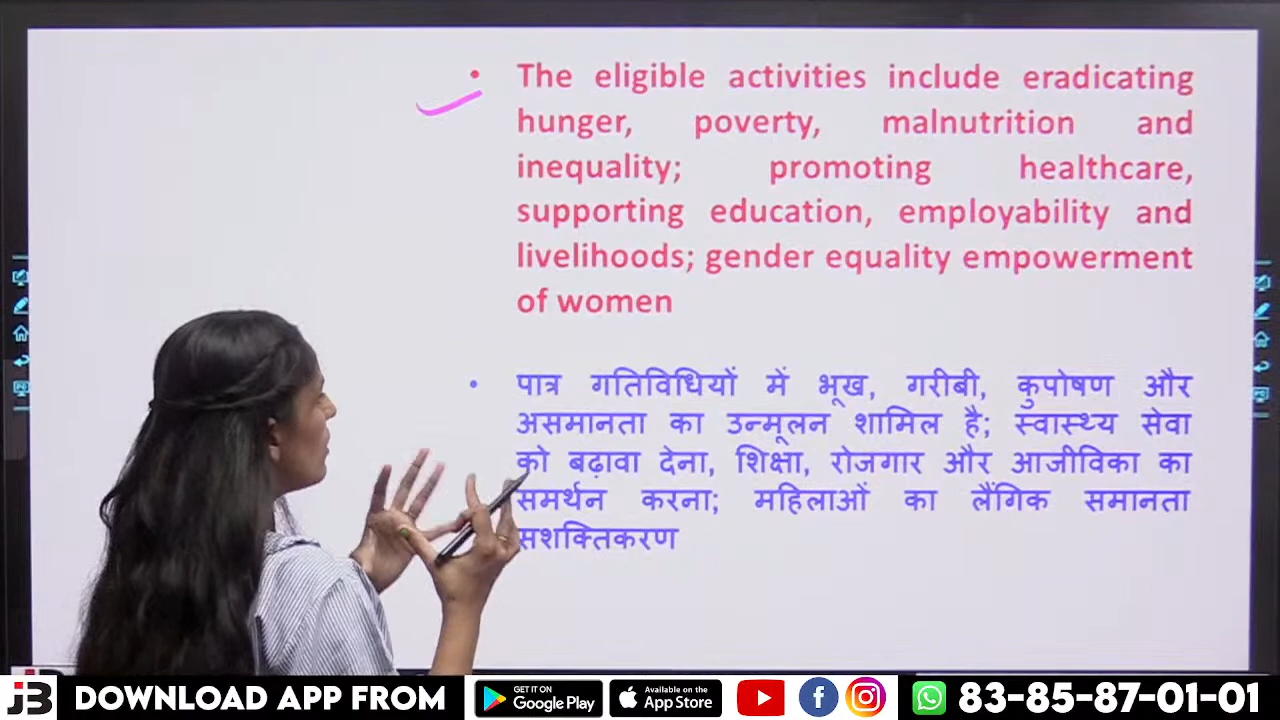 The eligible activities include eradicating
hunger, poverty, malnutrition and
inequality; promoting healthcare,
supporting education, employability and
livelihoods; gender equality empowerment
of women
पात्र गतिविधियों में भूख, गरीबी, कुपोषण और
असमानता का उन्मूलन शामिल है; स्वास्थ्य सेवा
को बढ़ावा देना, शिक्षा, रोजगार और आजीविका का
समर्थन करना; महिलाओं का लैंगिक समानता
सशक्तिकरण
JB DOWNLOAD APP FROM
GET IT ON
Google Play
Available on the
App Store
83-85-87-01-01